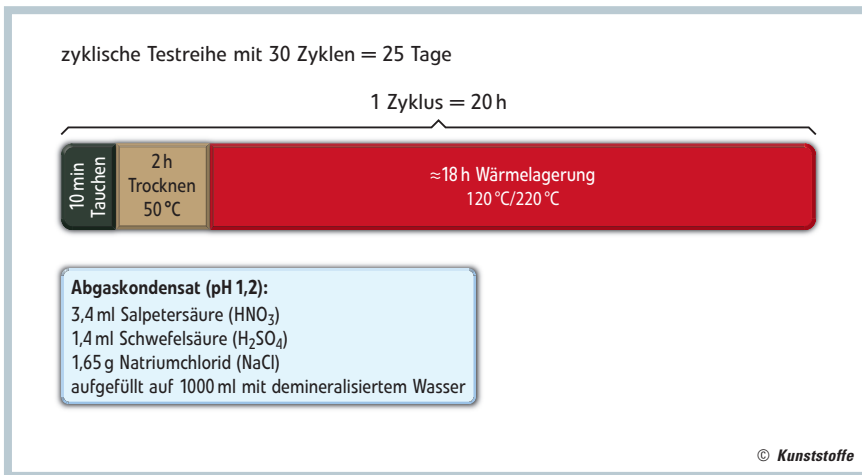 zyklische Testreihe mit 30 Zyklen = 25 Tage
1 Zyklus = 20 h
10 min
Tauchen
2 h
Trocknen
50 °C
≈18 h Wärmelagerung
120 °C/220 °C
Abgaskondensat (pH 1,2):
3,4 ml Salpetersäure (HNO₃)
1,4 ml Schwefelsäure (H₂SO₄)
1,65 g Natriumchlorid (NaCl)
aufgefüllt auf 1000 ml mit demineralisiertem Wasser
© Kunststoffe